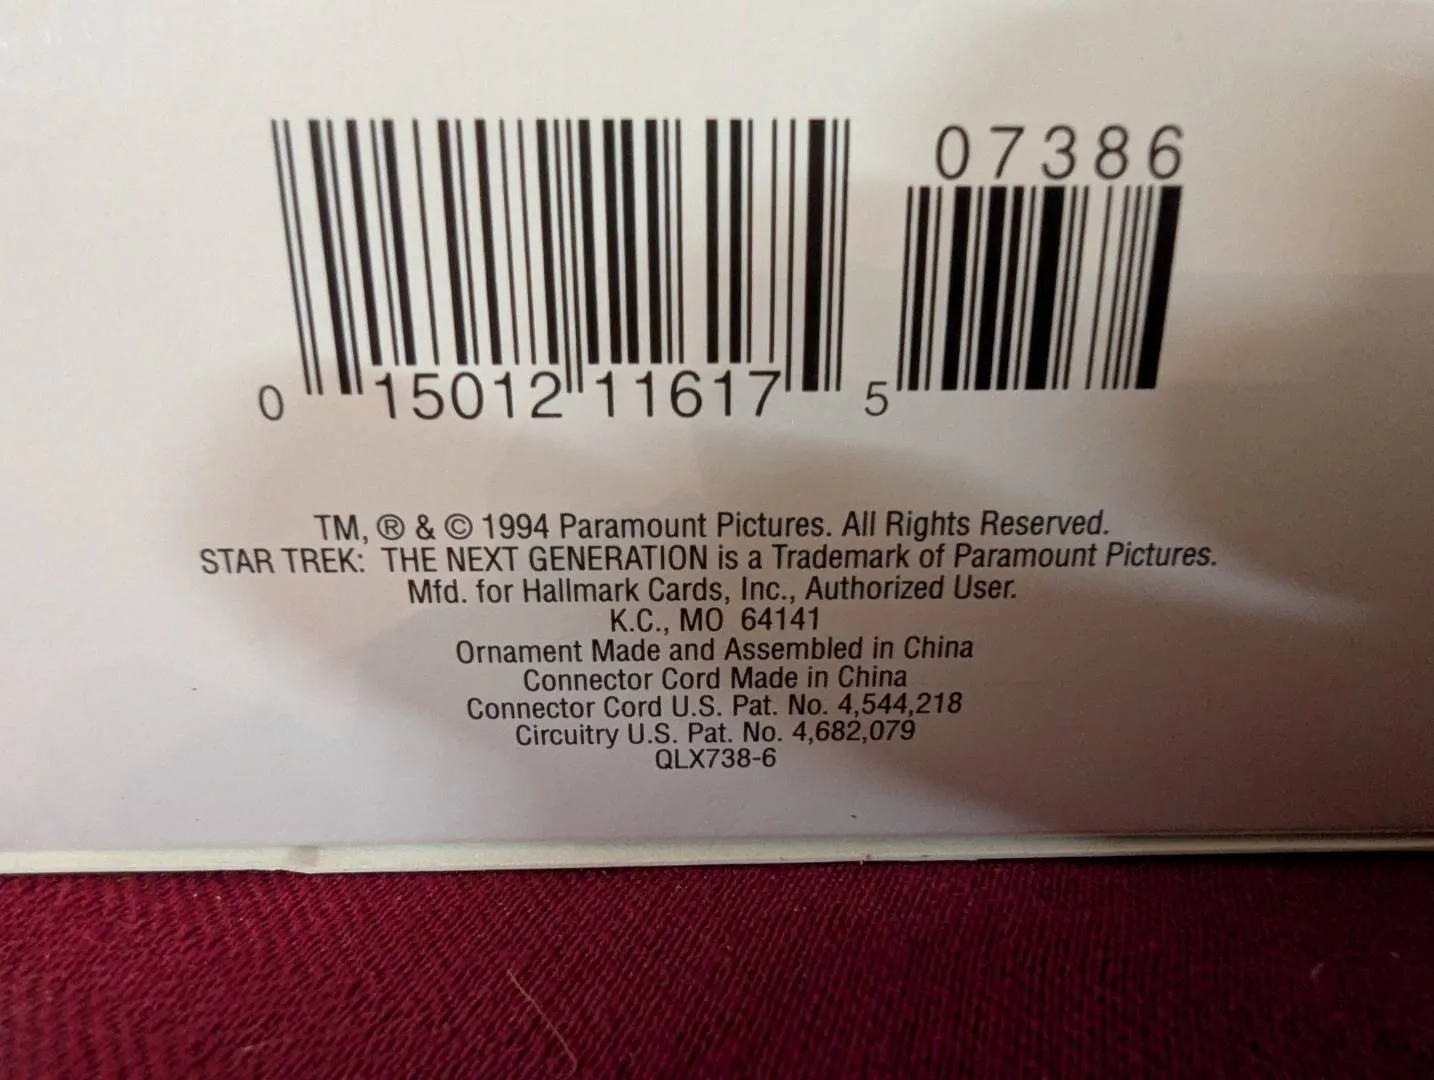 07386
0 15012 11617 5
TM, ® & © 1994 Paramount Pictures. All Rights Reserved.
STAR TREK: THE NEXT GENERATION is a Trademark of Paramount Pictures.
Mfd. for Hallmark Cards, Inc., Authorized User.
K.C., MO 64141
Ornament Made and Assembled in China
Connector Cord Made in China
Connector Cord U.S. Pat. No. 4,544,218
Circuitry U.S. Pat. No. 4,682,079
QLX738-6